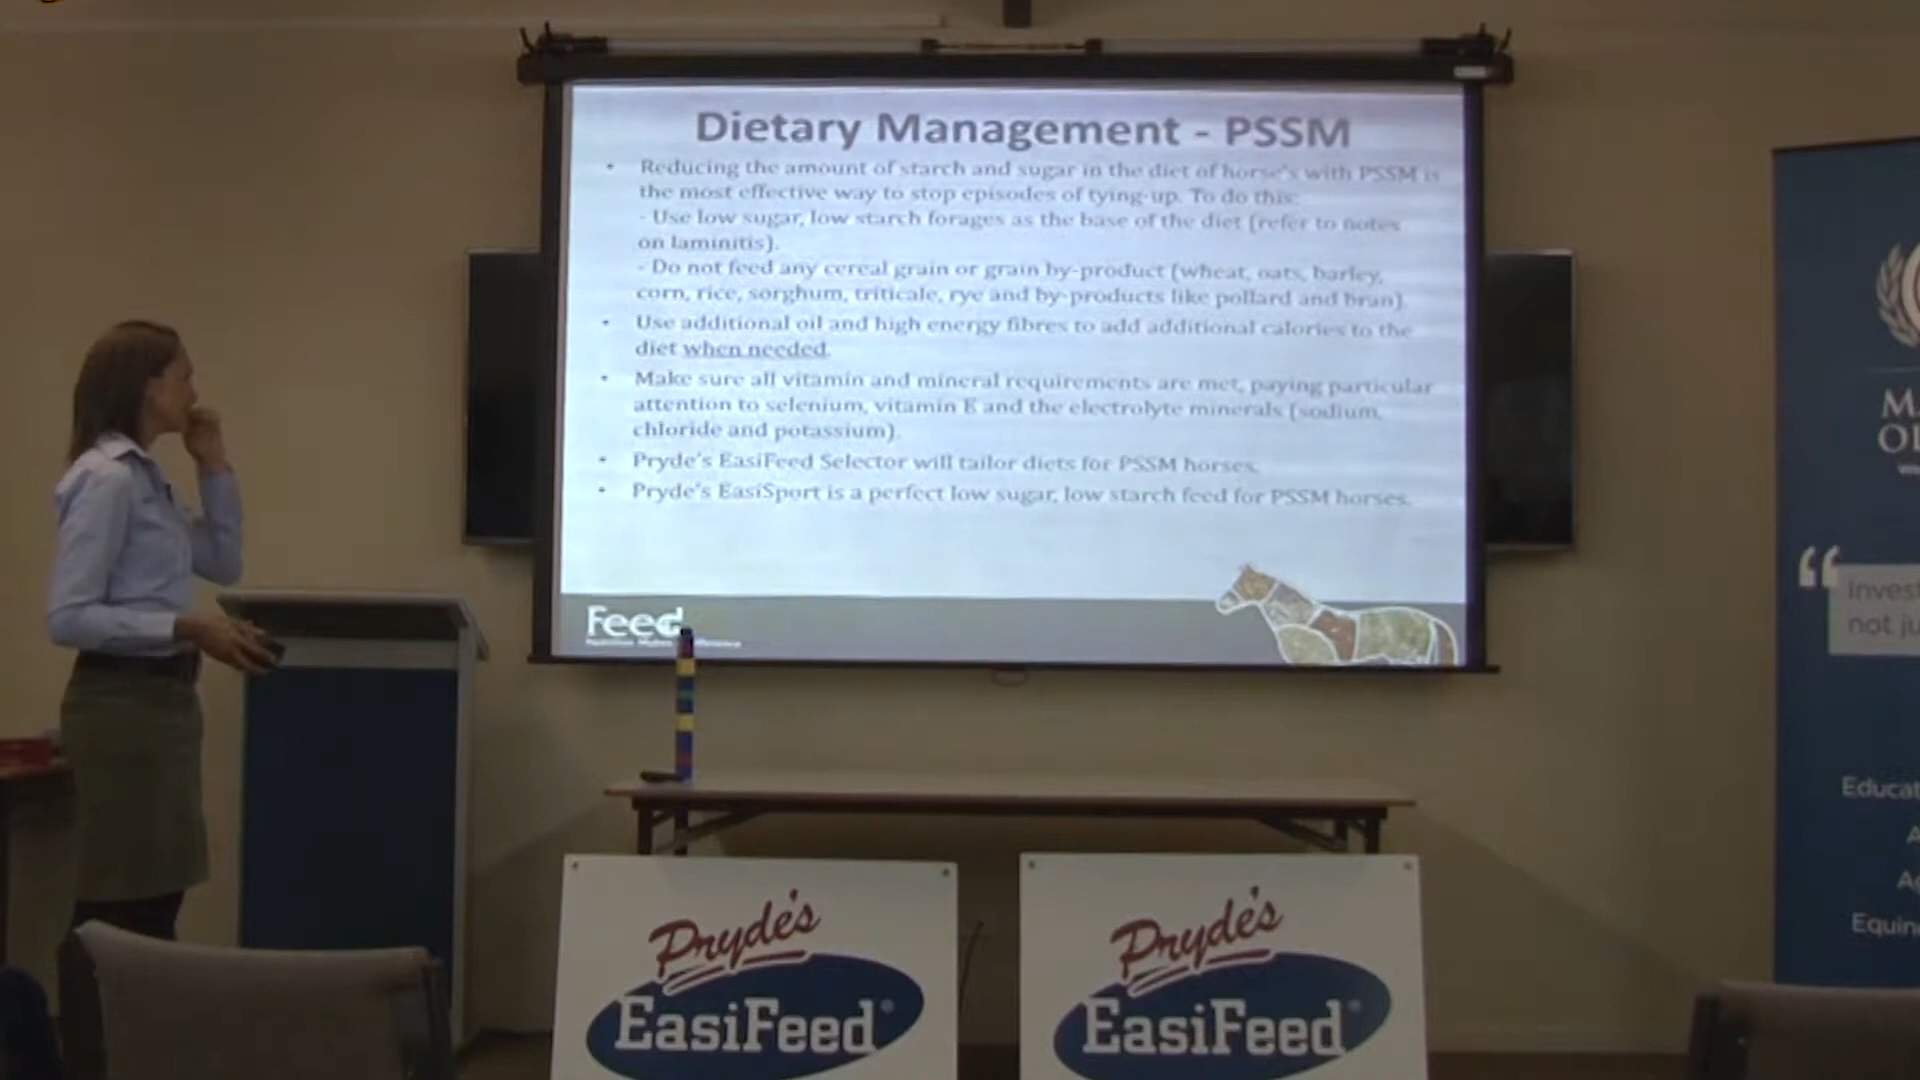 Dietary Management - PSSM
• Reducing the amount of starch and sugar in the diet of horse's with PSSM is
the most effective way to stop episodes of tying-up. To do this:
- Use low sugar, low starch forages as the base of the diet (refer to notes
on laminitis).
- Do not feed any cereal grain or grain by-product (wheat, oats, barley,
corn, rice, sorghum, triticale, rye and by-products like pollard and bran).
• Use additional oil and high energy fibres to add additional calories to the
diet when needed.
• Make sure all vitamin and mineral requirements are met, paying particular
attention to selenium, vitamin E and the electrolyte minerals (sodium,
chloride and potassium).
• Pryde's EasiFeed Selector will tailor diets for PSSM horses.
• Pryde's EasiSport is a perfect low sugar, low starch feed for PSSM horses.
Feed
Pryde's
EasiFeed®
Pryde's
EasiFeed®
“
Invest
not ju
Educat
Equin